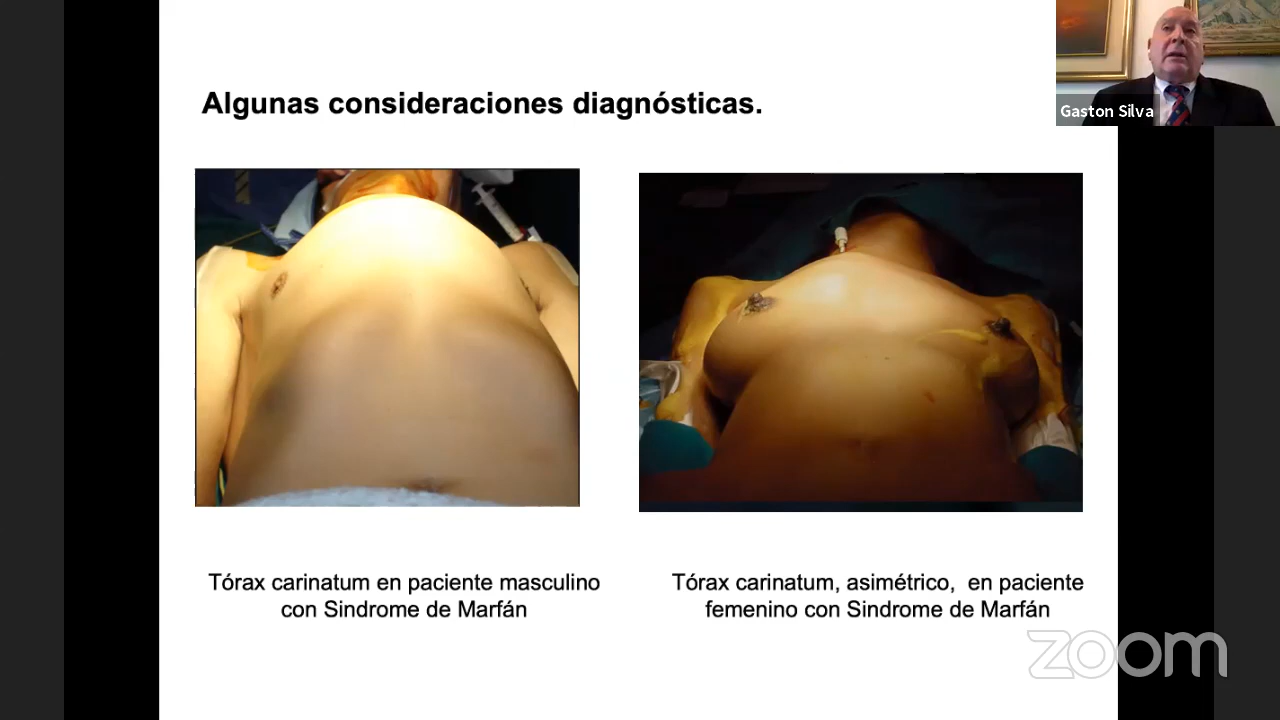 Algunas consideraciones diagnósticas.
Gaston Silva
Tórax carinatum en paciente masculino
con Sindrome de Marfán
Tórax carinatum, asimétrico, en paciente
femenino con Sindrome de Marfán
zoom